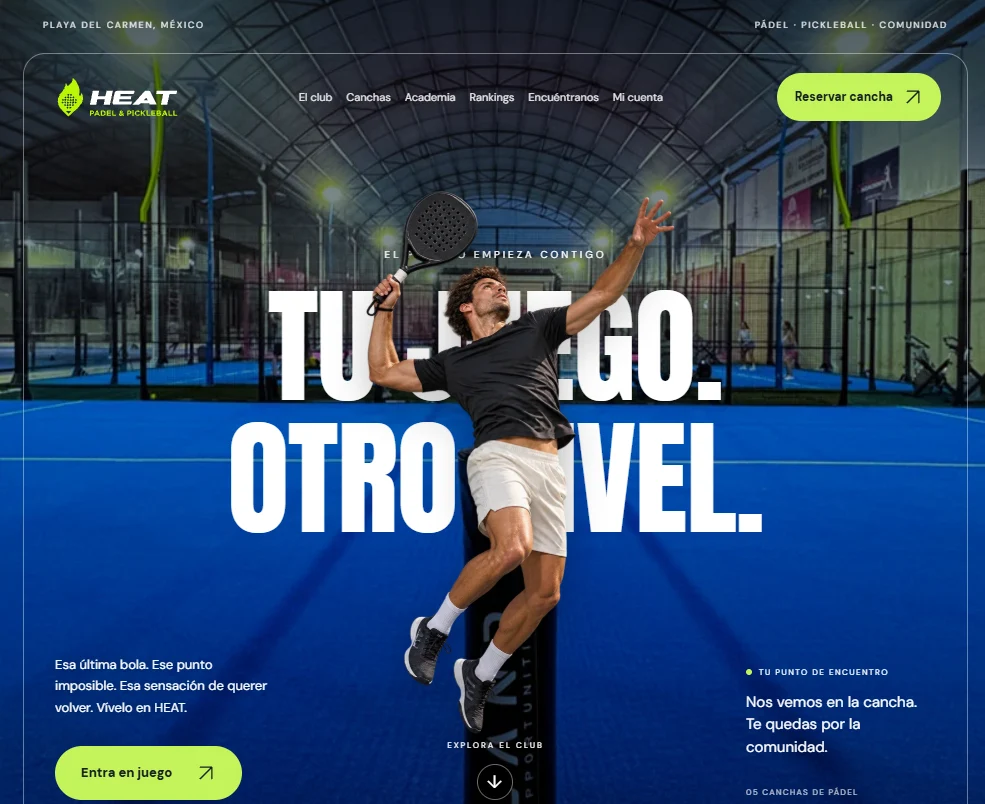 PLAYA DEL CARMEN, MÉXICO
PÁDEL · PICKLEBALL · COMUNIDAD
HEAT
PADEL & PICKLEBALL
El club
Canchas
Academia
Rankings
Encuéntranos
Mi cuenta
Reservar cancha
EL EMPIEZA CONTIGO
TU
OTRO
Esa última bola. Ese punto
imposible. Esa sensación de querer
volver. Vívelo en HEAT.
Entra en juego
EXPLORA EL CLUB
TU PUNTO DE ENCUENTRO
Nos vemos en la cancha.
Te quedas por la
comunidad.
05 CANCHAS DE PÁDEL